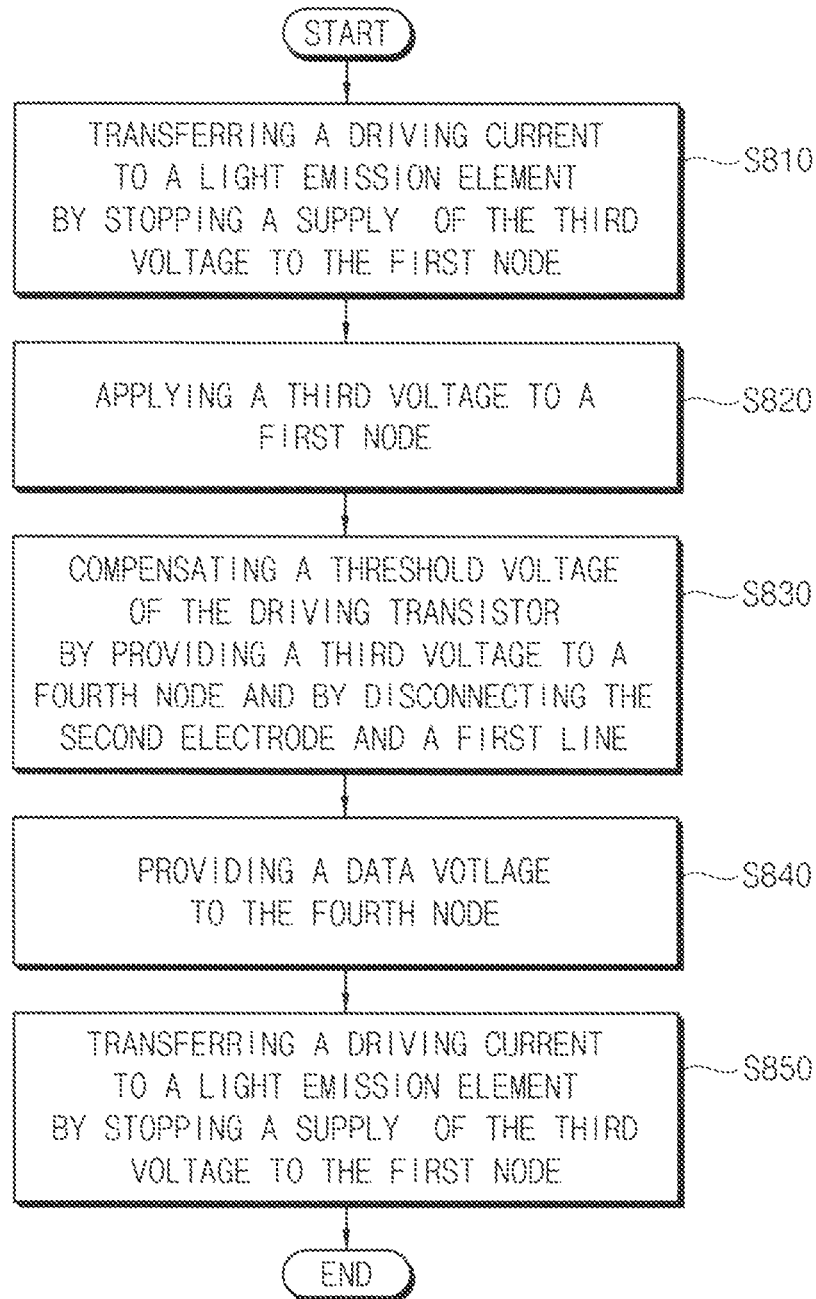 START
TRANSFERRING A DRIVING CURRENT
TO A LIGHT EMISSION ELEMENT
BY STOPPING A SUPPLY OF THE THIRD
VOLTAGE TO THE FIRST NODE
S810
APPLYING A THIRD VOLTAGE TO A
FIRST NODE
S820
COMPENSATING A THRESHOLD VOLTAGE
OF THE DRIVING TRANSISTOR
BY PROVIDING A THIRD VOLTAGE TO A
FOURTH NODE AND BY DISCONNECTING THE
SECOND ELECTRODE AND A FIRST LINE
S830
PROVIDING A DATA VOTLAGE
TO THE FOURTH NODE
S840
TRANSFERRING A DRIVING CURRENT
TO A LIGHT EMISSION ELEMENT
BY STOPPING A SUPPLY OF THE THIRD
VOLTAGE TO THE FIRST NODE
S850
END